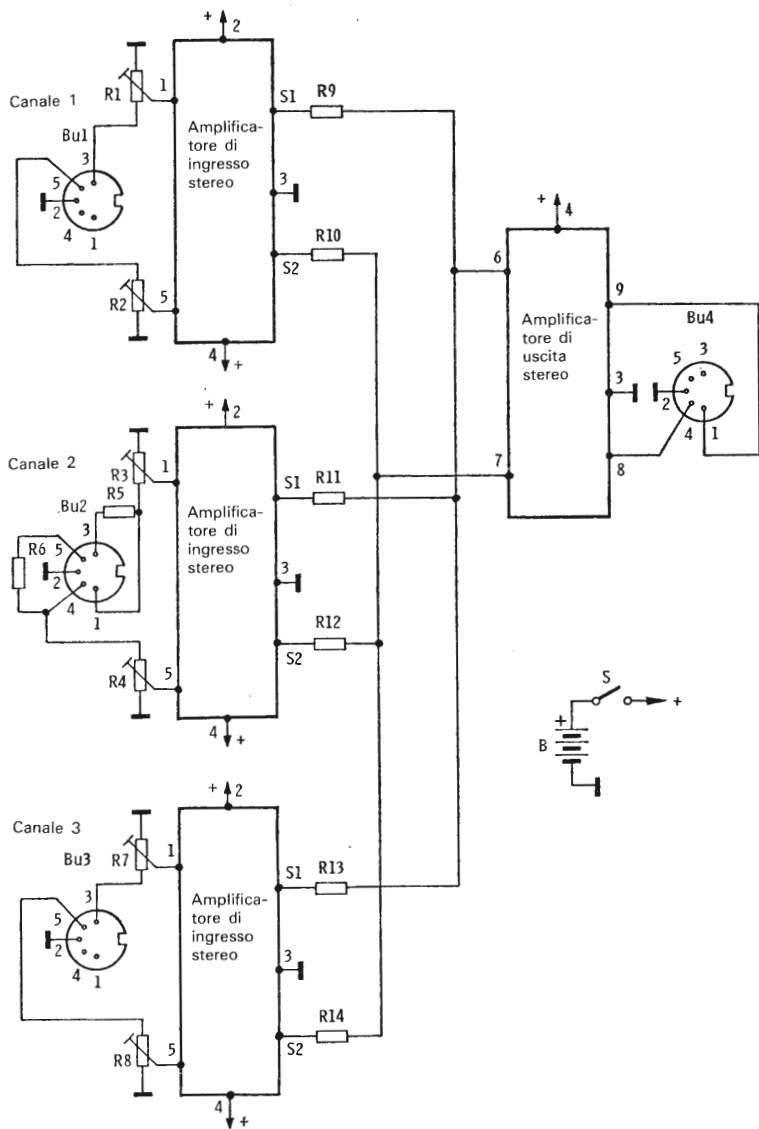 +
2
R1
1
Canale 1
Bu1
3
5
2
4
1
R2
5
4
+
Amplifica-
tore di
ingresso
stereo
S1
R9
3
R10
S2
+
2
Canale 2
R3
1
R5
Bu2
3
R6
5
2
4
1
R4
5
4
+
Amplifica-
tore di
ingresso
stereo
S1
R11
3
R12
S2
+
2
Canale 3
R7
1
Bu3
3
5
2
4
1
R8
5
4
+
Amplifica-
tore di
ingresso
stereo
S1
R13
3
R14
S2
+
4
6
7
Amplifica-
tore di
uscita
stereo
9
Bu4
3
8
5
3
2
4
1
S
+
+
B